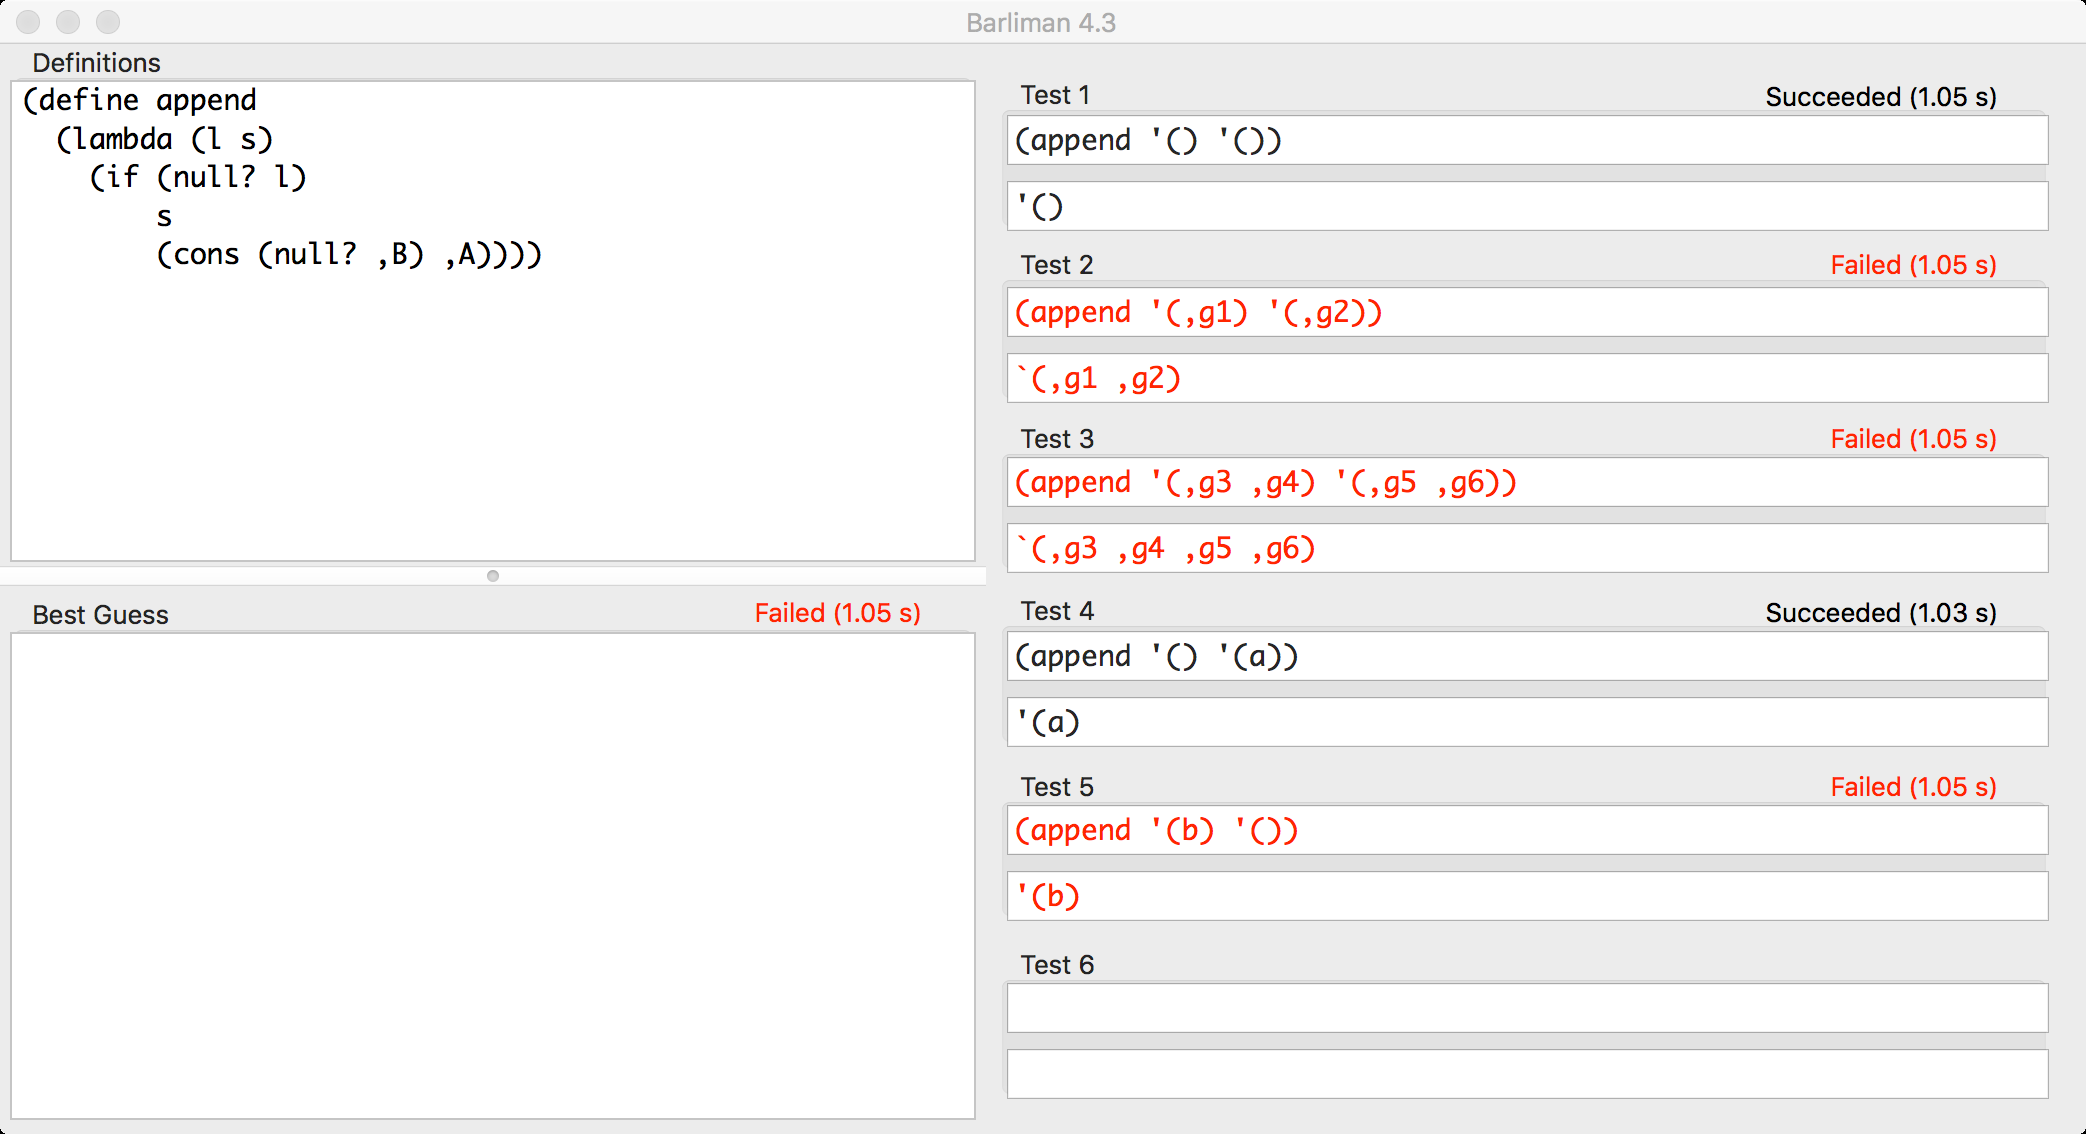 Barliman 4.3
Definitions
(define append
  (lambda (l s)
    (if (null? l)
        s
        (cons (null? ,B) ,A))))
Best Guess
Failed (1.05 s)
Test 1
Succeeded (1.05 s)
(append '() '())
'()
Test 2
Failed (1.05 s)
(append '(,g1) '(,g2))
`(,g1 ,g2)
Test 3
Failed (1.05 s)
(append '(,g3 ,g4) '(,g5 ,g6))
`(,g3 ,g4 ,g5 ,g6)
Test 4
Succeeded (1.03 s)
(append '() '(a))
'(a)
Test 5
Failed (1.05 s)
(append '(b) '())
'(b)
Test 6